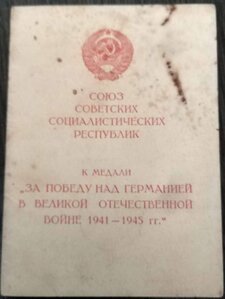 СОЮЗ
СОВЕТСКИХ
СОЦИАЛИСТИЧЕСКИХ
РЕСПУБЛИК
К МЕДАЛИ
„ЗА ПОБЕДУ НАД ГЕРМАНИЕЙ
В ВЕЛИКОЙ ОТЕЧЕСТВЕННОЙ
ВОЙНЕ 1941—1945 гг.“